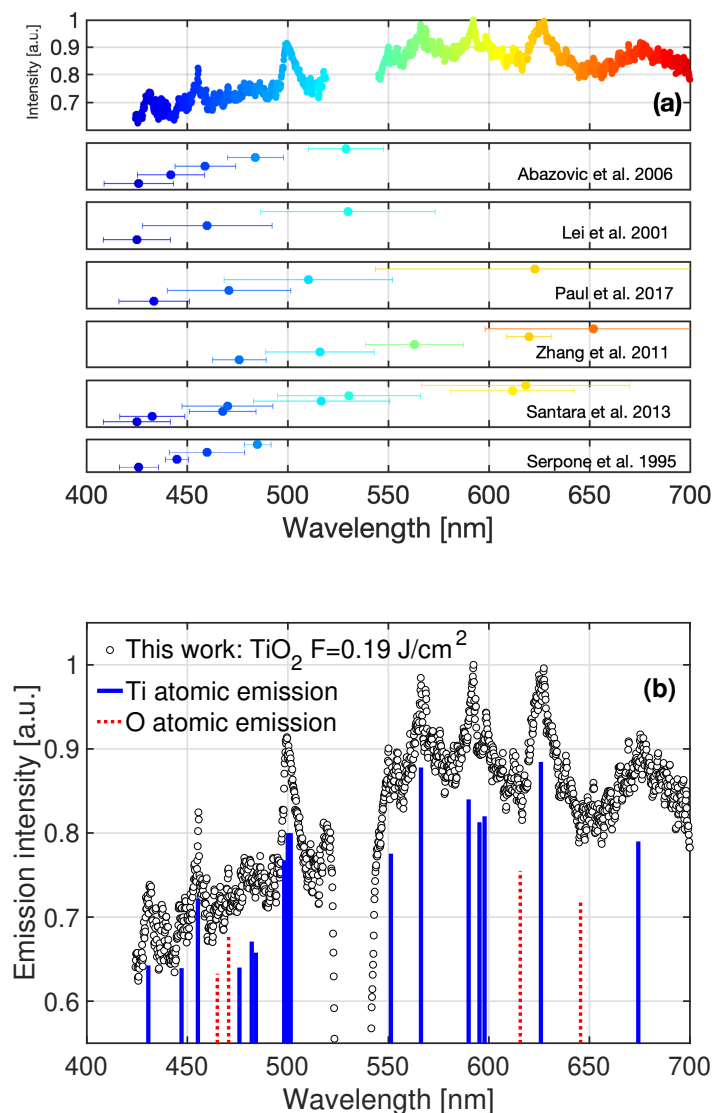 Intensity [a.u.]
1
0.9
0.8
0.7
(a)
Abazovic et al. 2006
Lei et al. 2001
Paul et al. 2017
Zhang et al. 2011
Santara et al. 2013
Serpone et al. 1995
400 450 500 550 600 650 700
Wavelength [nm]
Emission intensity [a.u.]
1
0.9
0.8
0.7
0.6
This work: TiO₂ F=0.19 J/cm²
Ti atomic emission
O atomic emission
(b)
400 450 500 550 600 650 700
Wavelength [nm]